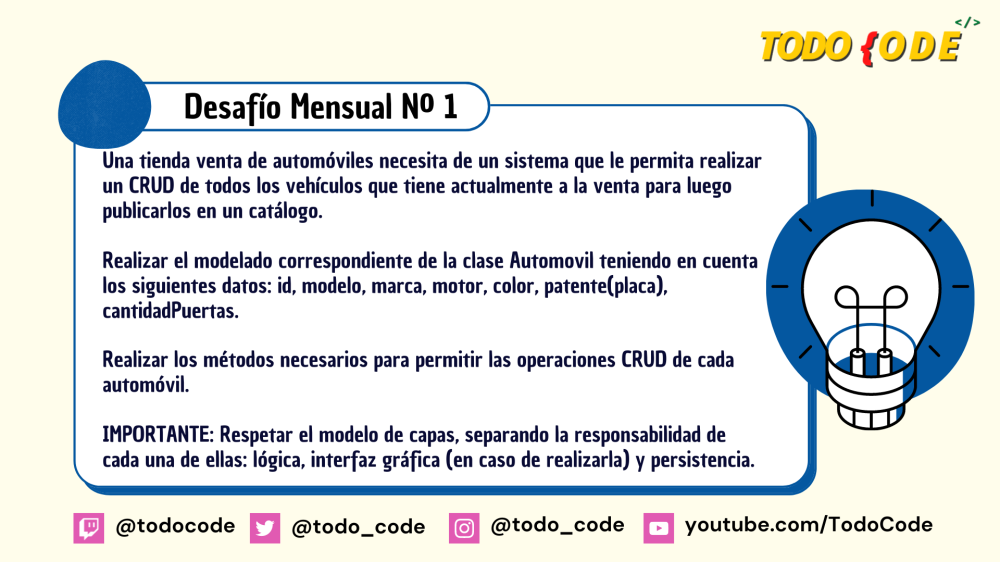 </>
TODO {ODE
Desafío Mensual Nº 1
Una tienda venta de automóviles necesita de un sistema que le permita realizar
un CRUD de todos los vehículos que tiene actualmente a la venta para luego
publicarlos en un catálogo.
Realizar el modelado correspondiente de la clase Automovil teniendo en cuenta
los siguientes datos: id, modelo, marca, motor, color, patente(placa),
cantidadPuertas.
Realizar los métodos necesarios para permitir las operaciones CRUD de cada
automóvil.
IMPORTANTE: Respetar el modelo de capas, separando la responsabilidad de
cada una de ellas: lógica, interfaz gráfica (en caso de realizarla) y persistencia.
@todocode @todo_code @todo_code youtube.com/TodoCode